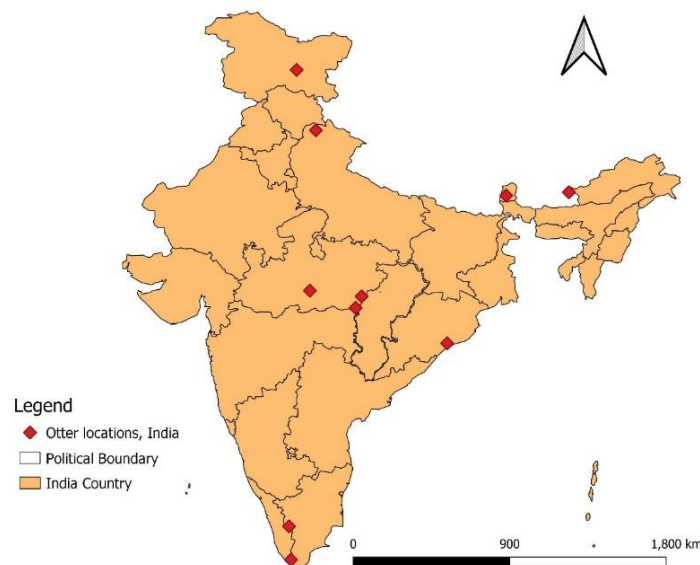 Legend
Otter locations, India
Political Boundary
India Country
0 900 1,800 km